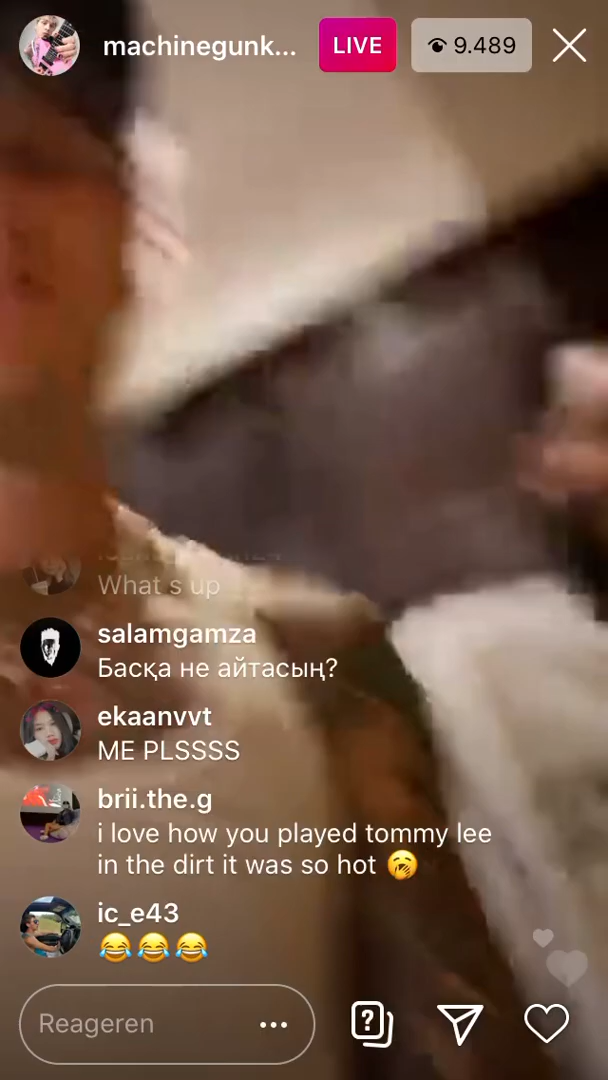 machinegunk...
LIVE
9.489
What s up
salamgamza
Басқа не айтасың?
ekaanvvt
ME PLSSSS
brii.the.g
i love how you played tommy lee
in the dirt it was so hot 🥱
ic_e43
😂😂😂
Reageren